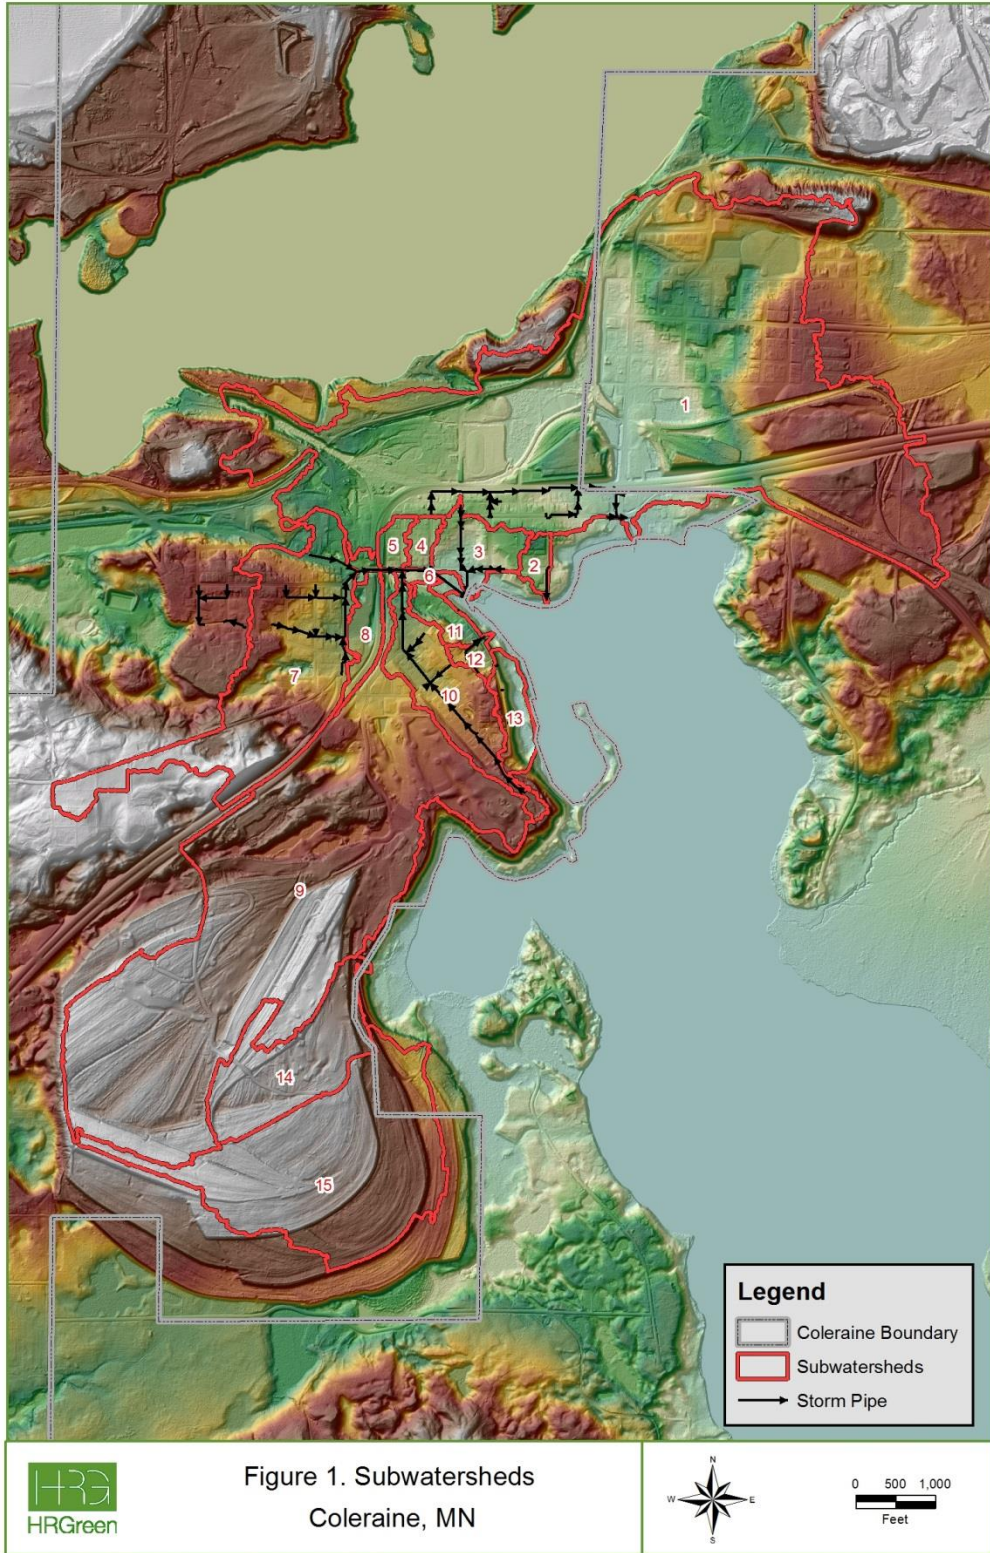 1
5
4
3
2
6
8
11
12
7
10
13
9
14
15
Legend
Coleraine Boundary
Subwatersheds
Storm Pipe
HRG
HRGreen
Figure 1. Subwatersheds
Coleraine, MN
N
W
E
S
0 500 1,000
Feet